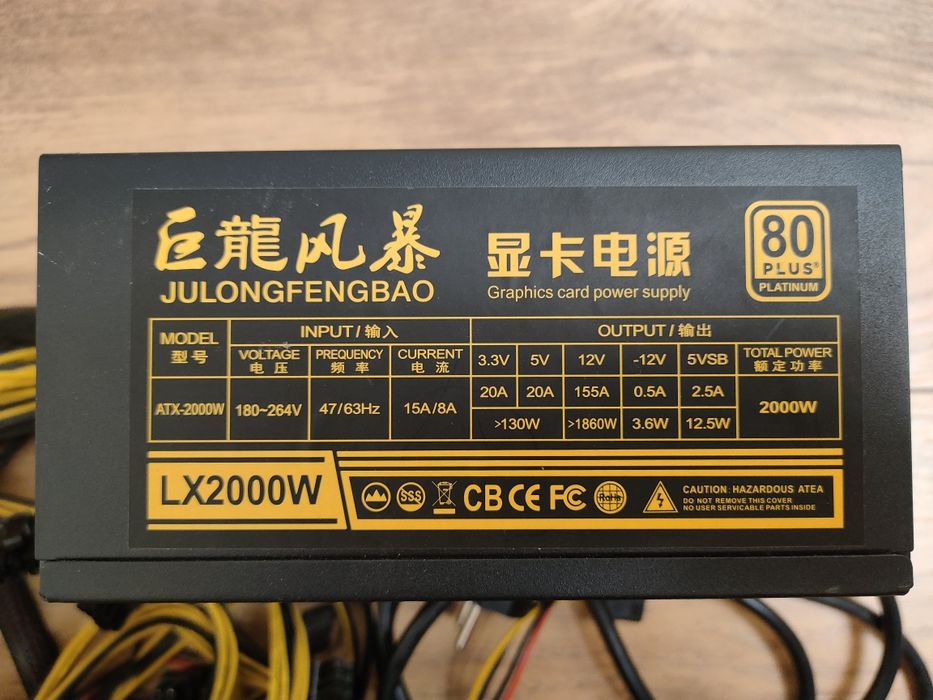 巨龍风暴
JULONGFENGBAO
显卡电源
Graphics card power supply
80
PLUS®
PLATINUM
MODEL
型号
INPUT / 输入
OUTPUT / 输出
VOLTAGE
电 压
PREQUENCY
频 率
CURRENT
电 流
3.3V 5V 12V -12V 5VSB
TOTAL POWER
额定功率
ATX-2000W 180~264V 47/63Hz 15A/8A
20A 20A 155A 0.5A 2.5A
>130W >1860W 3.6W 12.5W
2000W
LX2000W
SSS CB CE FC RoHs
CAUTION: HAZARDOUS ATEA
DO NOT REMOVE THIS COVER
NO USER SERVICABLE PARTS INSIDE